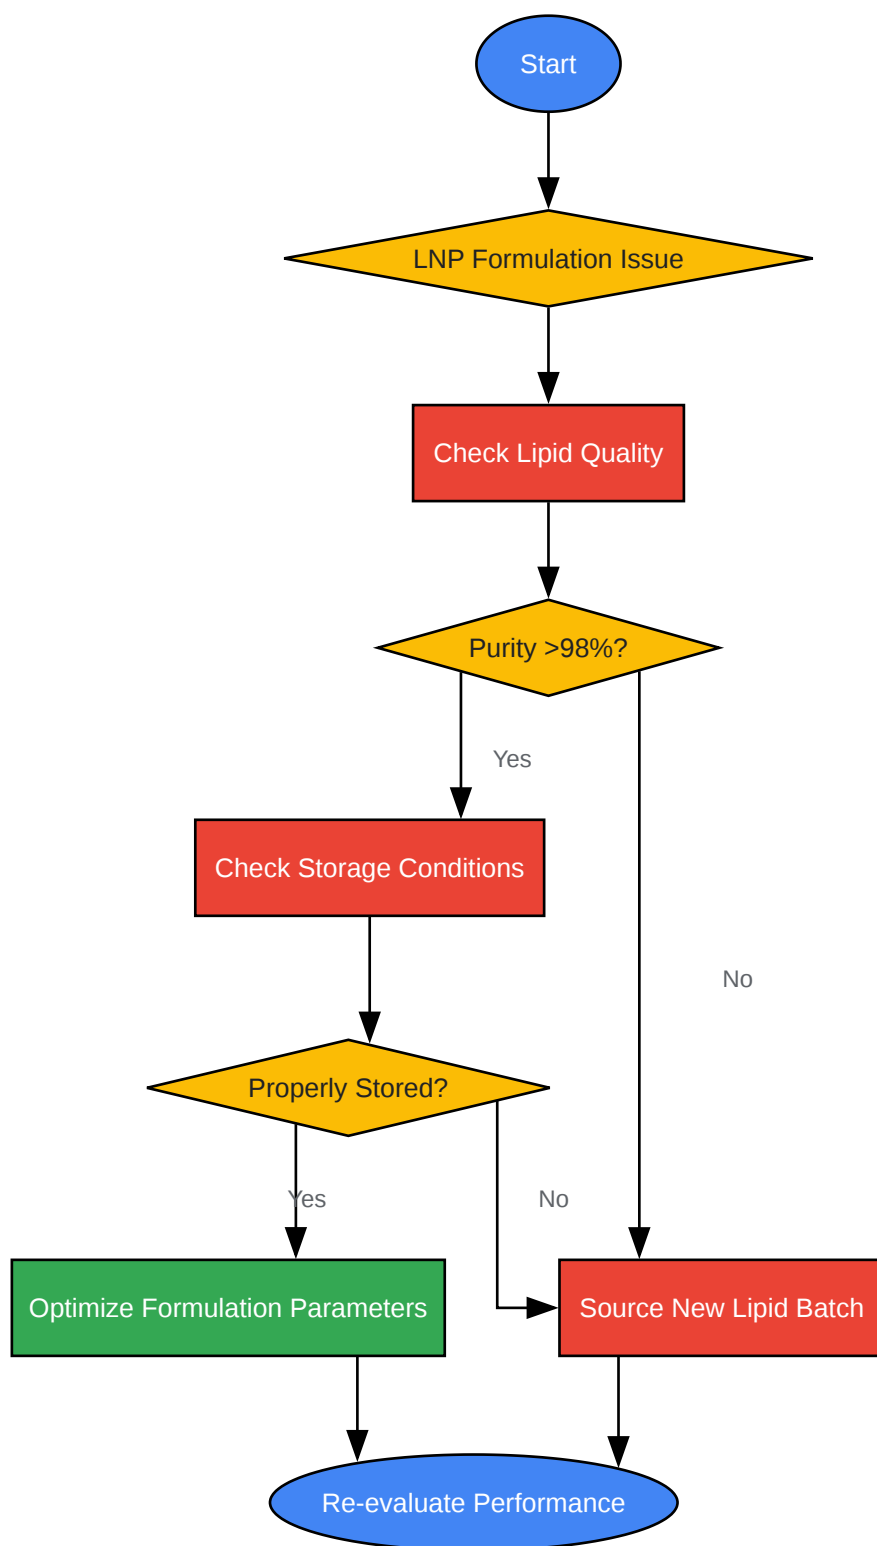 Start
LNP Formulation Issue
Check Lipid Quality
Purity >98%?
Yes
Check Storage Conditions
No
Properly Stored?
Yes
No
Optimize Formulation Parameters
Source New Lipid Batch
Re-evaluate Performance